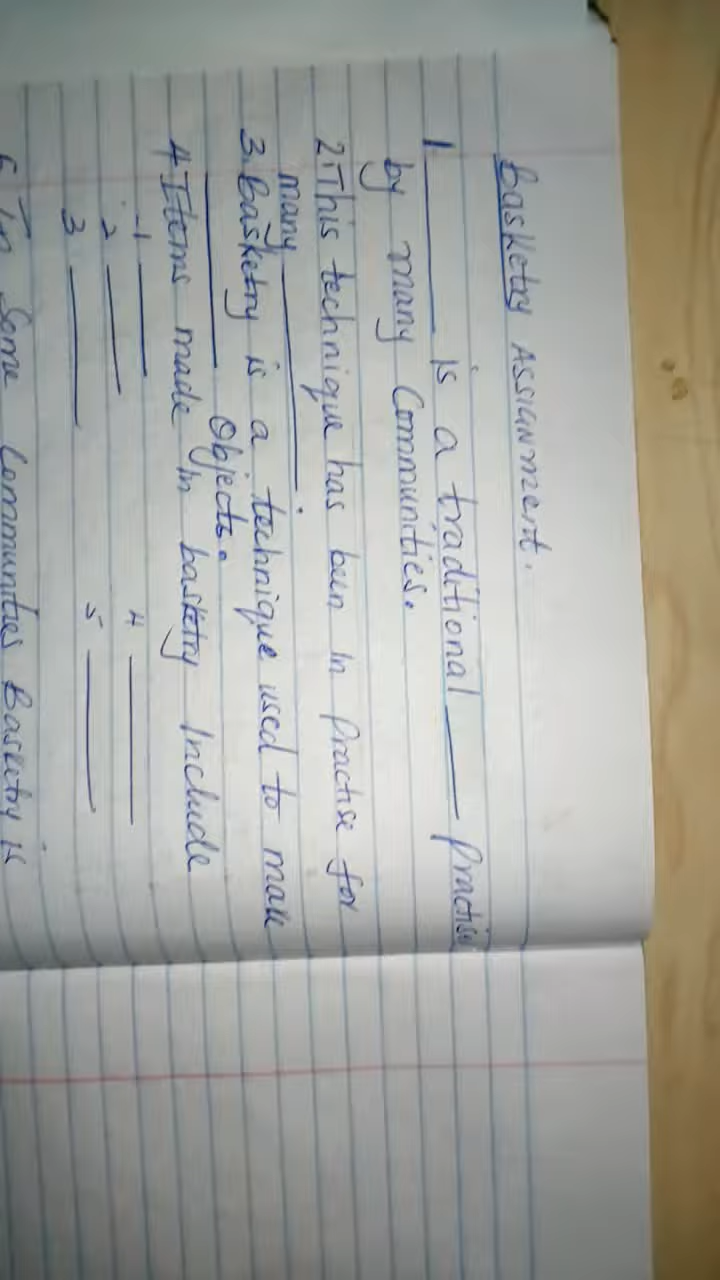 Basketry Assignment.
1. ______ is a traditional ______ Practise
by many Communities.
2. This technique has been in Practise for
many ______.
3. Basketry is a technique used to make
______ Objects.
4 Items made in basketry Include
1 ______ 4 ______
2 ______ 5 ______
3 ______
In Some Communities Basketry is